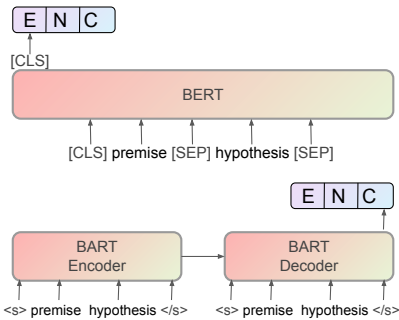 E N C
[CLS]
BERT
[CLS] premise [SEP] hypothesis [SEP]
E N C
BART
Encoder
BART
Decoder
<s> premise hypothesis </s>
<s> premise hypothesis </s>